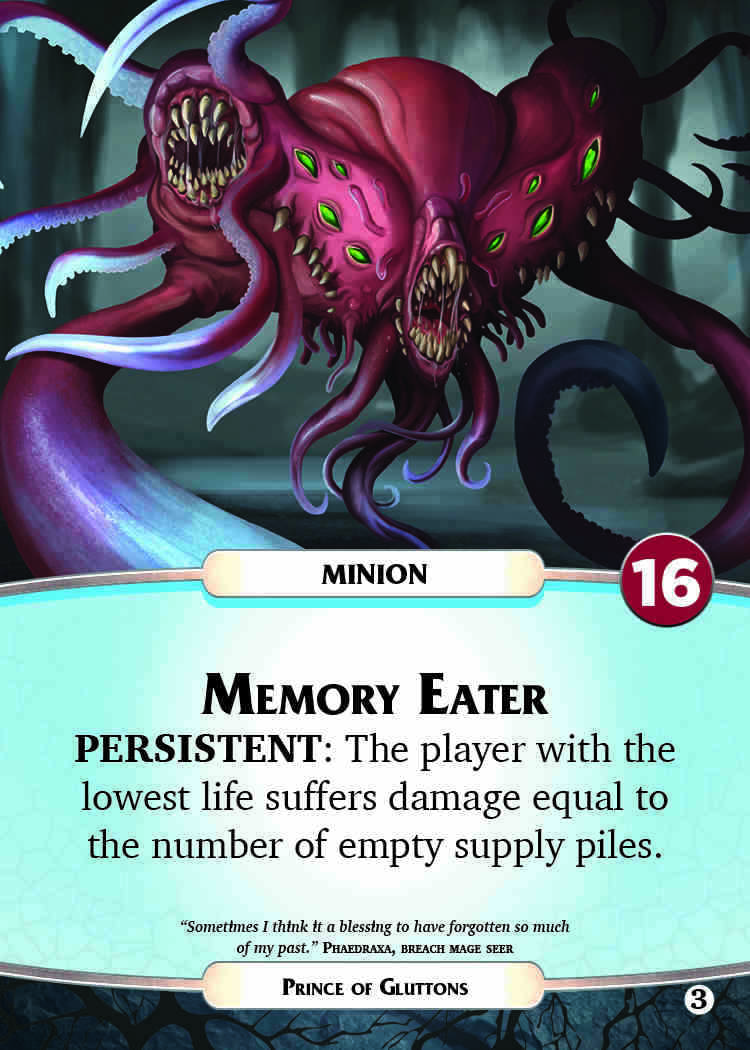 MINION
16
Memory Eater
PERSISTENT: The player with the
lowest life suffers damage equal to
the number of empty supply piles.
“Sometimes I think it a blessing to have forgotten so much
of my past.” Phaedraxa, breach mage seer
Prince of Gluttons
3